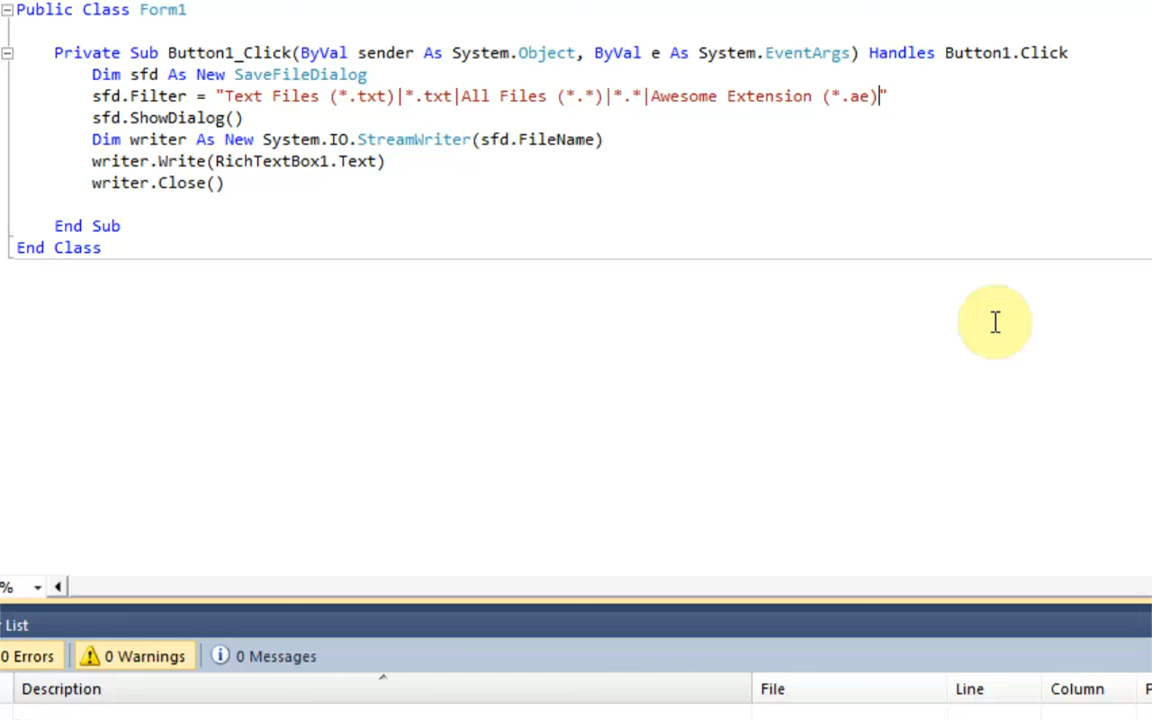 Public Class Form1
Private Sub Button1_Click(ByVal sender As System.Object, ByVal e As System.EventArgs) Handles Button1.Click
Dim sfd As New SaveFileDialog
sfd.Filter = "Text Files (*.txt)|*.txt|All Files (*.*)|*.*|Awesome Extension (*.ae)"
sfd.ShowDialog()
Dim writer As New System.IO.StreamWriter(sfd.FileName)
writer.Write(RichTextBox1.Text)
writer.Close()
End Sub
End Class
%
List
0 Errors 0 Warnings 0 Messages
Description File Line Column P